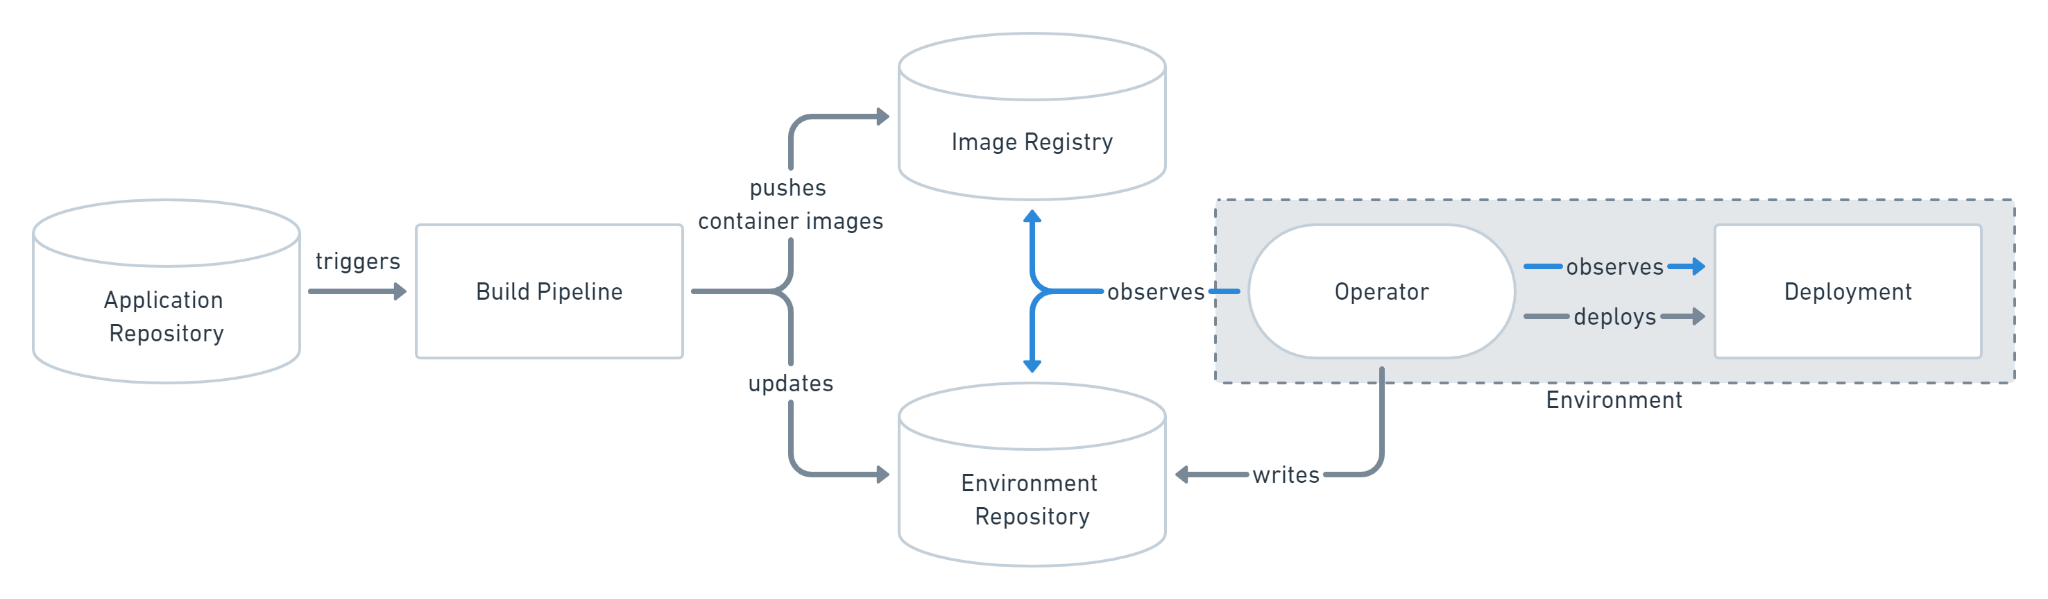 Application
Repository
triggers
Build Pipeline
pushes
container images
updates
Image Registry
observes
Environment
Repository
writes
Operator
observes
deploys
Deployment
Environment